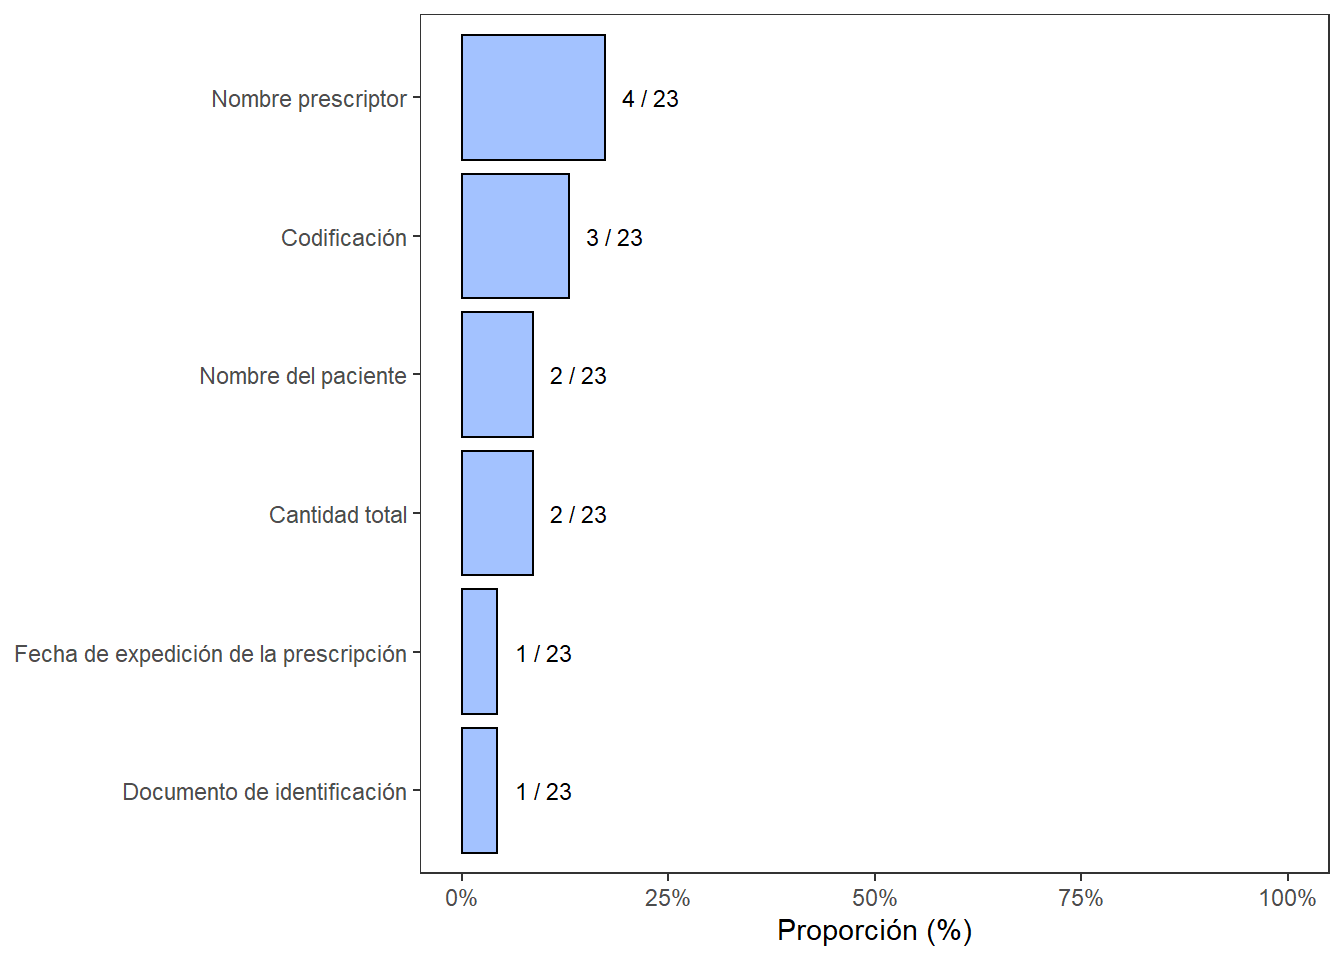 Nombre prescriptor
4 / 23
Codificación
3 / 23
Nombre del paciente
2 / 23
Cantidad total
2 / 23
Fecha de expedición de la prescripción
1 / 23
Documento de identificación
1 / 23
0% 25% 50% 75% 100%
Proporción (%)